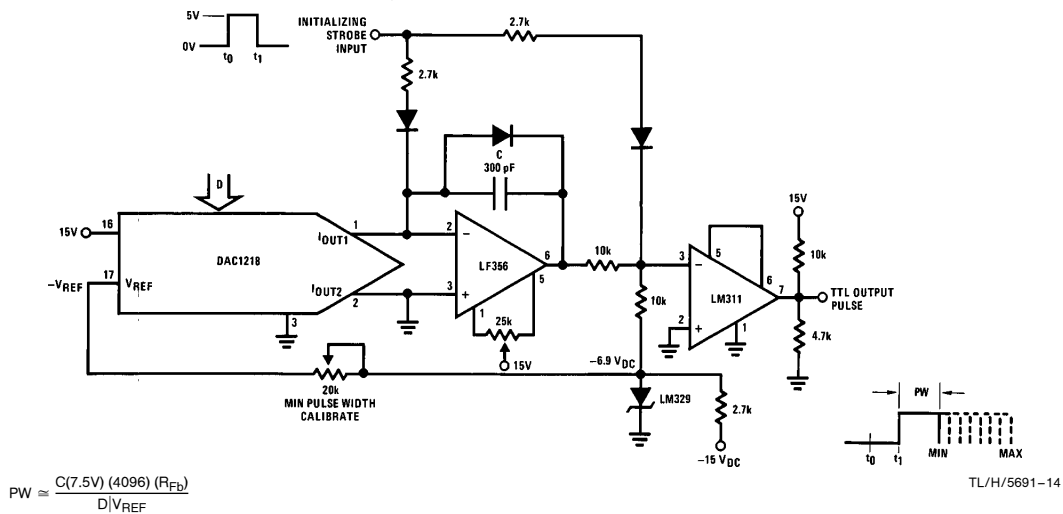 5V
0V
t0
t1
INITIALIZING
STROBE
INPUT
2.7k
2.7k
C
300 pF
D
15V
16
1
IOUT1
2
−
6
10k
3
−
5
6
15V
10k
DAC1218
LF356
LM311
7
TTL OUTPUT
PULSE
−VREF
17
VREF
IOUT2
2
3
+
5
1
10k
2
+
1
4.7k
3
25k
15V
−6.9 VDC
20k
MIN PULSE WIDTH
CALIBRATE
LM329
2.7k
−15 VDC
PW
t0
t1
MIN
MAX
PW ≃ C(7.5V) (4096) (RFb)
D|VREF
TL/H/5691–14